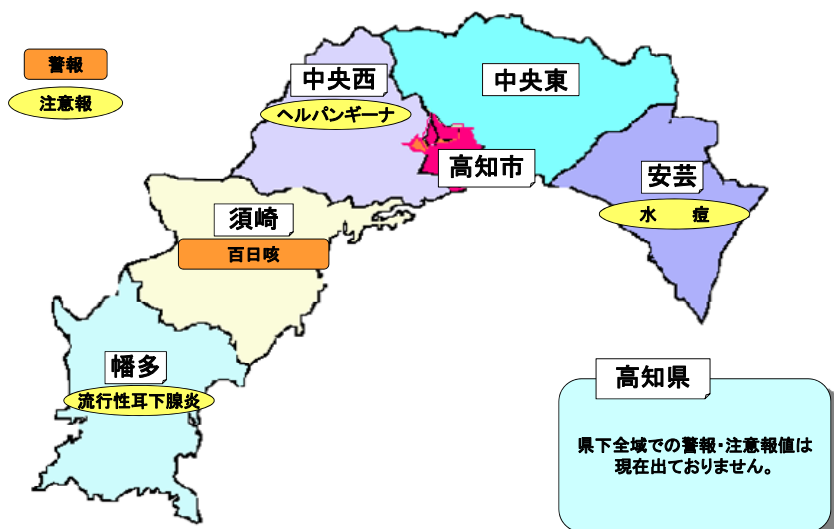 警報
注意報
中央西
ヘルパンギーナ
中央東
高知市
安芸
水　痘
須崎
百日咳
幡多
流行性耳下腺炎
高知県
県下全域での警報・注意報値は
現在出ておりません。